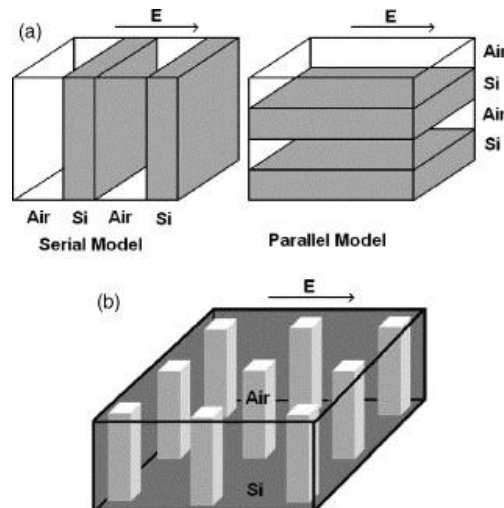 (a)
E
E
Air
Si
Air
Si
Air Si Air Si
Serial Model
Parallel Model
(b)
E
Air
Si